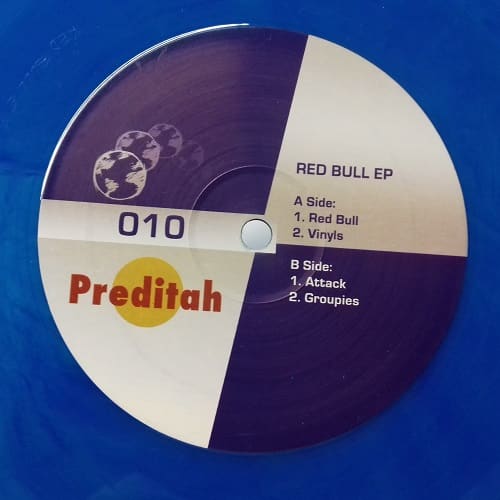 010
Preditah
RED BULL EP
A Side:
1. Red Bull
2. Vinyls
B Side:
1. Attack
2. Groupies